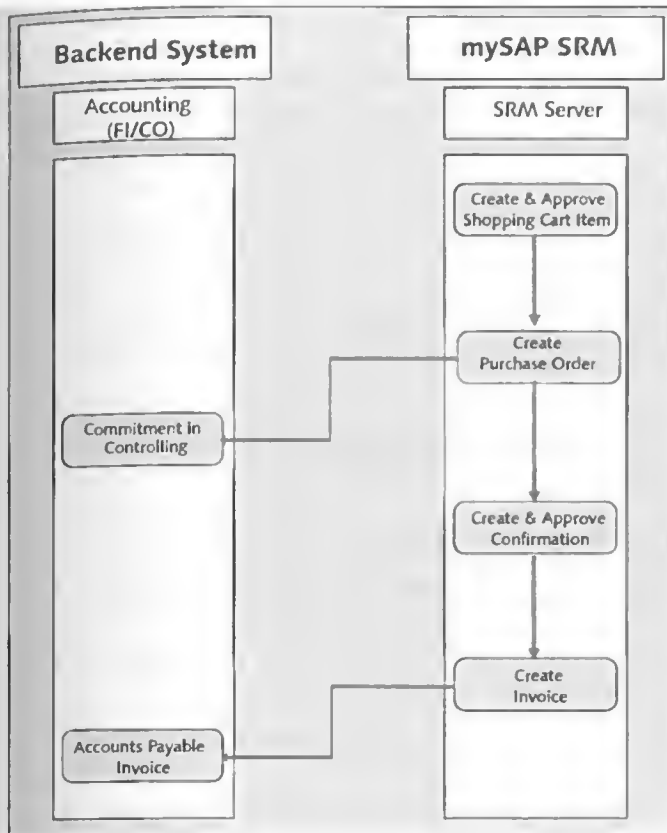 Backend System
mySAP SRM
Accounting
(FI/CO)
SRM Server
Create & Approve
Shopping Cart Item
Create
Purchase Order
Commitment in
Controlling
Create & Approve
Confirmation
Create
Invoice
Accounts Payable
Invoice